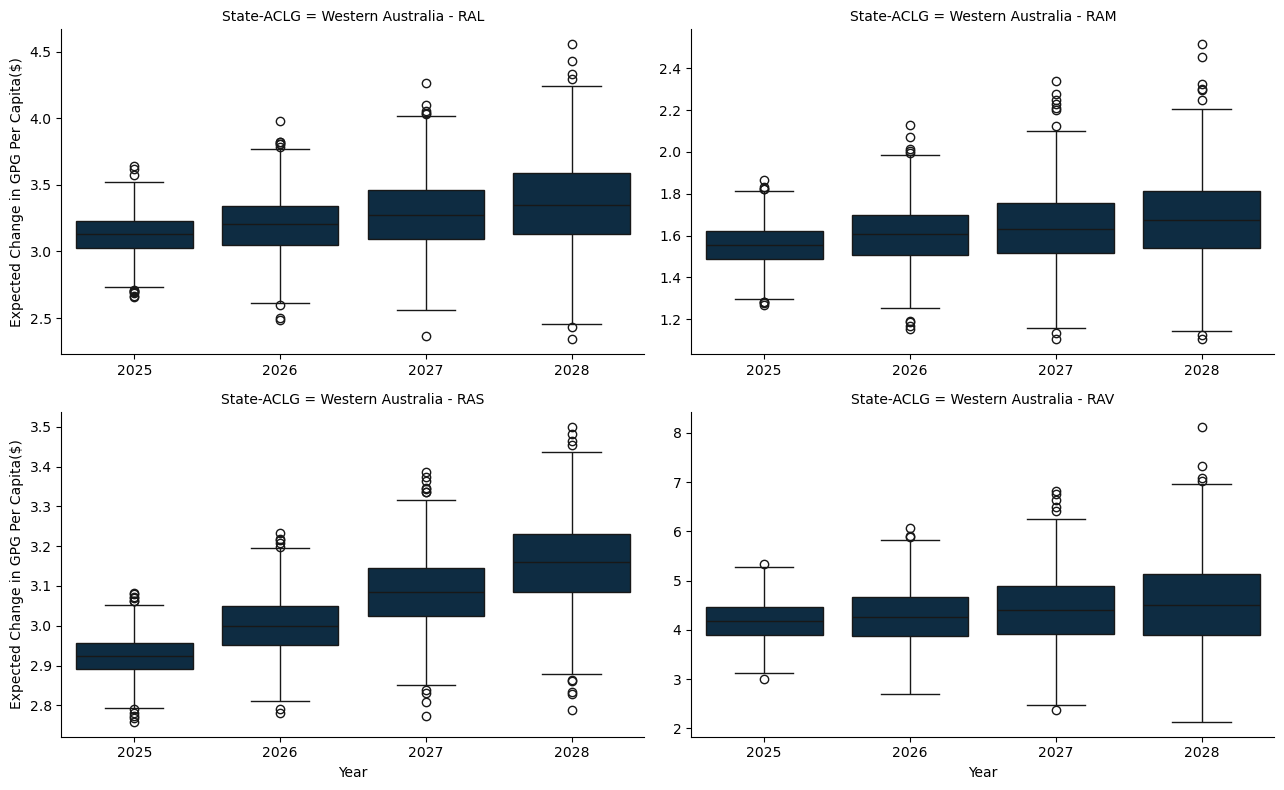 State-ACLG = Western Australia - RAL
Expected Change in GPG Per Capita($)
4.5
4.0
3.5
3.0
2.5
2025 2026 2027 2028
State-ACLG = Western Australia - RAM
2.4
2.2
2.0
1.8
1.6
1.4
1.2
2025 2026 2027 2028
State-ACLG = Western Australia - RAS
Expected Change in GPG Per Capita($)
3.5
3.4
3.3
3.2
3.1
3.0
2.9
2.8
2025 2026 2027 2028
Year
State-ACLG = Western Australia - RAV
8
7
6
5
4
3
2
2025 2026 2027 2028
Year